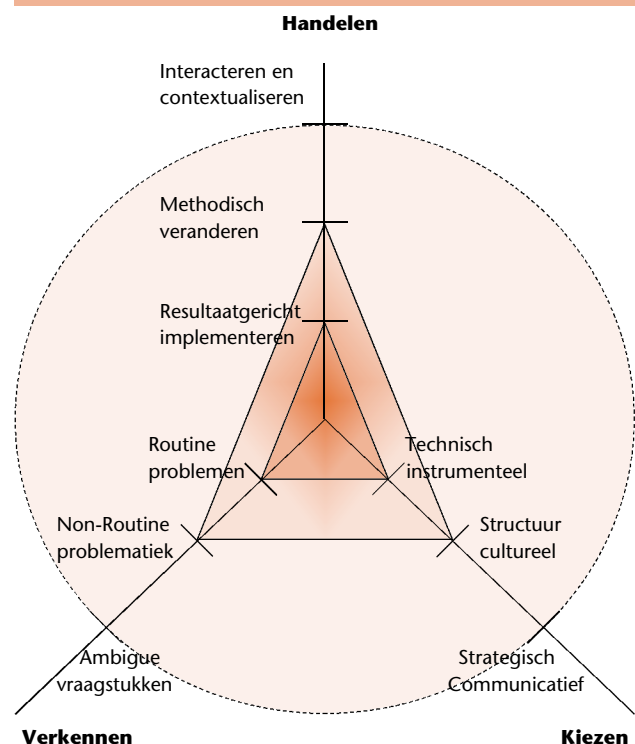 Handelen
Interacteren en
contextualiseren
Methodisch
veranderen
Resultaatgericht
implementeren
Routine
problemen
Technisch
instrumenteel
Non-Routine
problematiek
Structuur
cultureel
Ambigue
vraagstukken
Strategisch
Communicatief
Verkennen
Kiezen